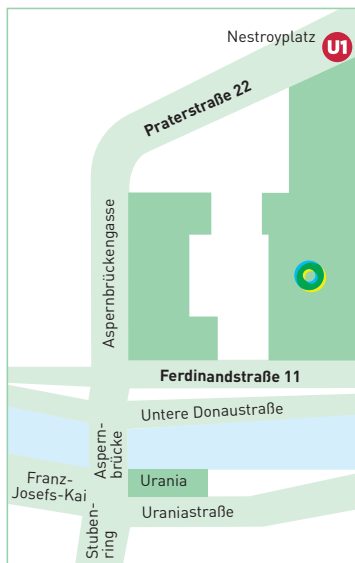 Nestroyplatz
U1
Praterstraße 22
Aspernbrückengasse
Ferdinandstraße 11
Untere Donaustraße
Aspern-
brücke
Franz-
Josefs-Kai
Urania
Uraniastraße
Stuben-
ring